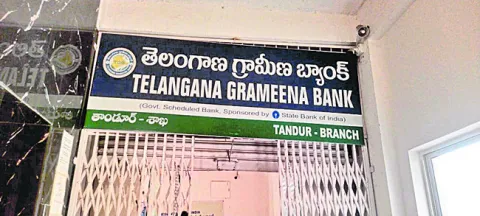 తెలంగాణ గ్రామీణ బ్యాంక్
TELANGANA GRAMEENA BANK
(Govt. Scheduled Bank, Sponsored by State Bank of India)
తాండూర్ - శాఖ
TANDUR - BRANCH